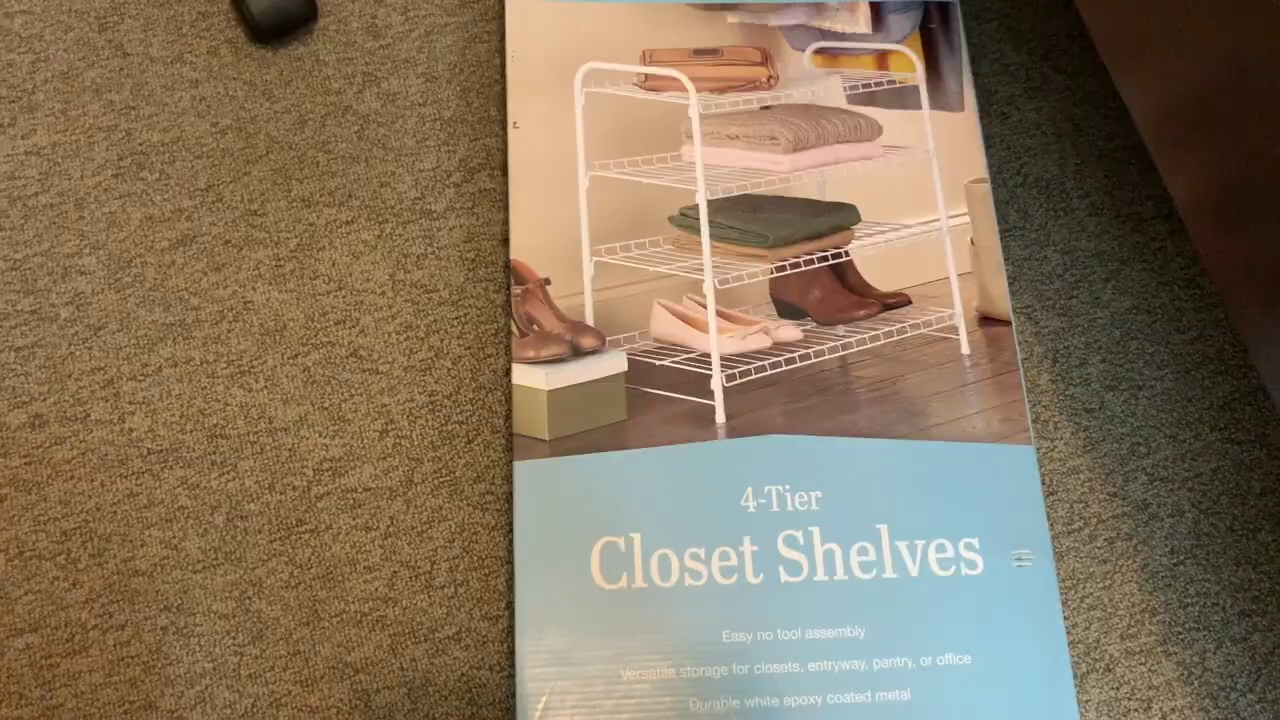 4-Tier
Closet Shelves
Easy no tool assembly
Versatile storage for closets, entryway, pantry, or office
Durable white epoxy coated metal